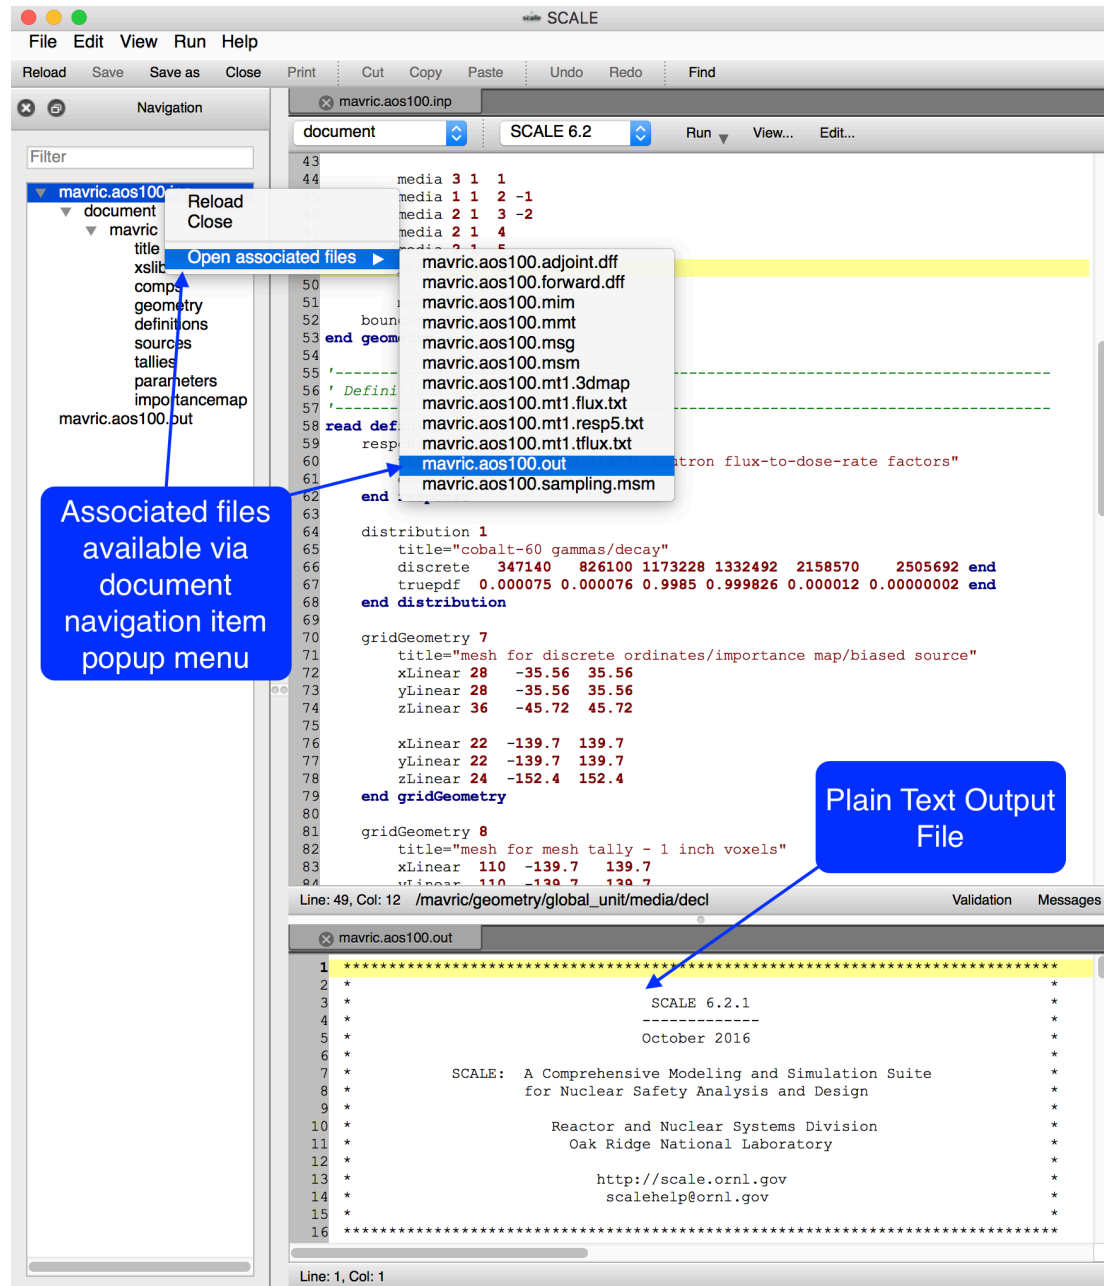 scale SCALE
File Edit View Run Help
Reload Save Save as Close Print Cut Copy Paste Undo Redo Find
Navigation
Filter
mavric.aos100
document
mavric
title
xslib
comps
geometry
definitions
sources
tallies
parameters
importancemap
mavric.aos100.out
Reload
Close
Open associated files
mavric.aos100.adjoint.dff
mavric.aos100.forward.dff
mavric.aos100.mim
mavric.aos100.mmt
mavric.aos100.msg
mavric.aos100.msm
mavric.aos100.mt1.3dmap
mavric.aos100.mt1.flux.txt
mavric.aos100.mt1.resp5.txt
mavric.aos100.mt1.tflux.txt
mavric.aos100.out
mavric.aos100.sampling.msm
Associated files
available via
document
navigation item
popup menu
mavric.aos100.inp
document SCALE 6.2 Run View... Edit...
43
44 media 3 1 1
media 1 1 2 -1
media 2 1 3 -2
media 2 1 4
media 2 1 5
50
51
52 boun
53 end geom
54
55 '-----------------------------------------------------------------------------
56 ' Defini
57 '-----------------------------------------------------------------------------
58 read def
59 resp
60 utron flux-to-dose-rate factors"
61
62 end
63
64 distribution 1
65 title="cobalt-60 gammas/decay"
66 discrete 347140 826100 1173228 1332492 2158570 2505692 end
67 truepdf 0.000075 0.000076 0.9985 0.999826 0.000012 0.00000002 end
68 end distribution
69
70 gridGeometry 7
71 title="mesh for discrete ordinates/importance map/biased source"
72 xLinear 28 -35.56 35.56
73 yLinear 28 -35.56 35.56
74 zLinear 36 -45.72 45.72
75
76 xLinear 22 -139.7 139.7
77 yLinear 22 -139.7 139.7
78 zLinear 24 -152.4 152.4
79 end gridGeometry
80
81 gridGeometry 8
82 title="mesh for mesh tally - 1 inch voxels"
83 xLinear 110 -139.7 139.7
84 yLinear 110 -139.7 139.7
Plain Text Output
File
Line: 49, Col: 12 /mavric/geometry/global_unit/media/decl Validation Messages
mavric.aos100.out
1 *******************************************************************************
2 * *
3 * SCALE 6.2.1 *
4 * ------------- *
5 * October 2016 *
6 * *
7 * SCALE: A Comprehensive Modeling and Simulation Suite *
8 * for Nuclear Safety Analysis and Design *
9 * *
10 * Reactor and Nuclear Systems Division *
11 * Oak Ridge National Laboratory *
12 * *
13 * http://scale.ornl.gov *
14 * scalehelp@ornl.gov *
15 * *
16 *******************************************************************************
Line: 1, Col: 1